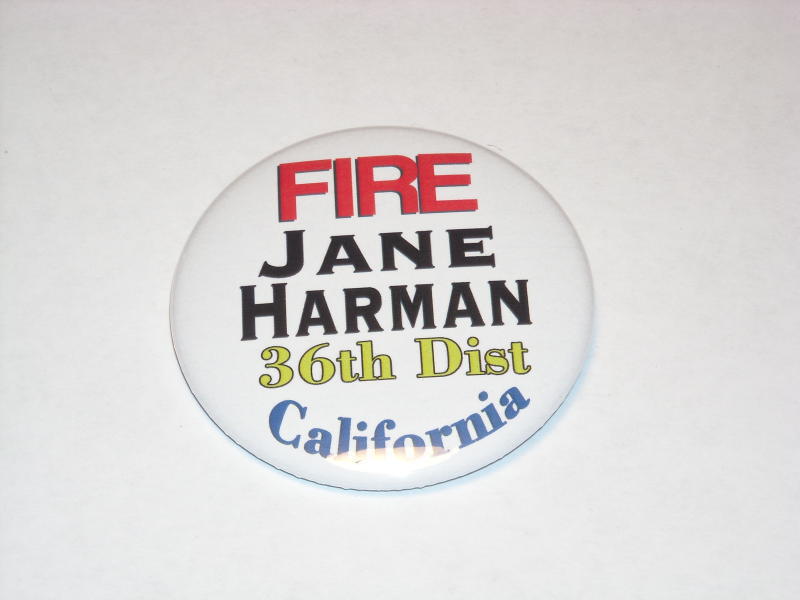 FIRE
JANE
HARMAN
36th Dist
California